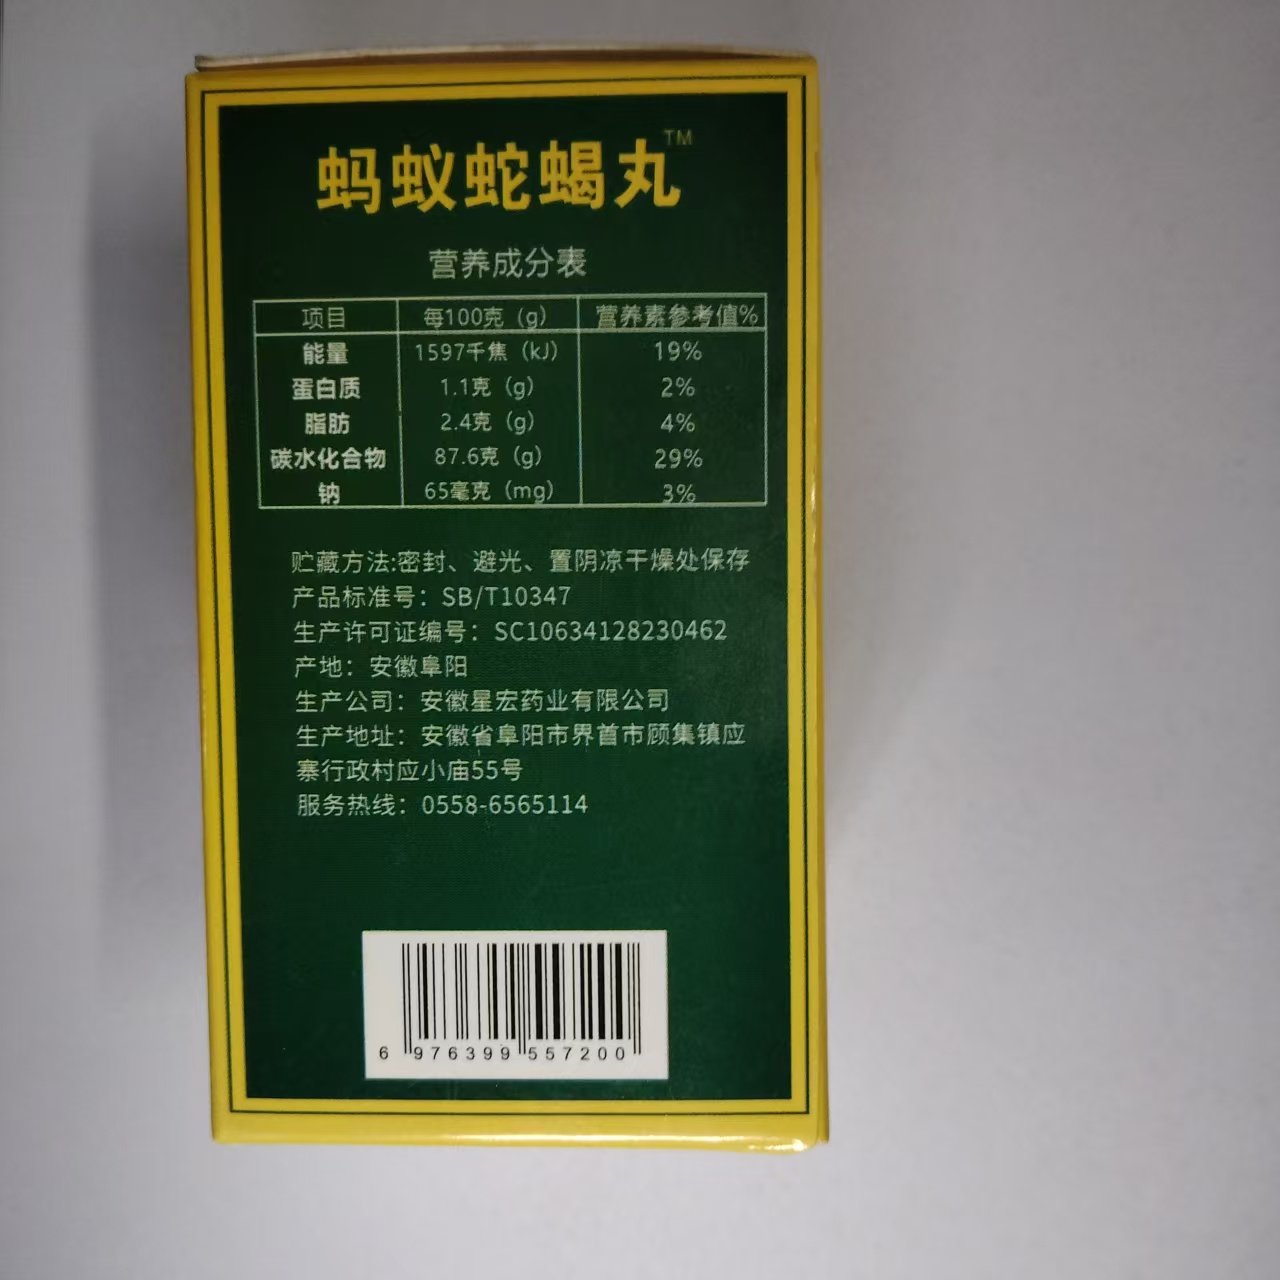 蚂蚁蛇蝎丸™
营养成分表
项目 每100克（g） 营养素参考值%
能量 1597千焦（kJ） 19%
蛋白质 1.1克（g） 2%
脂肪 2.4克（g） 4%
碳水化合物 87.6克（g） 29%
钠 65毫克（mg） 3%
贮藏方法:密封、避光、置阴凉干燥处保存
产品标准号：SB/T10347
生产许可证编号：SC10634128230462
产地：安徽阜阳
生产公司：安徽星宏药业有限公司
生产地址：安徽省阜阳市界首市顾集镇应
寨行政村应小庙55号
服务热线：0558-6565114
6 976399 557200